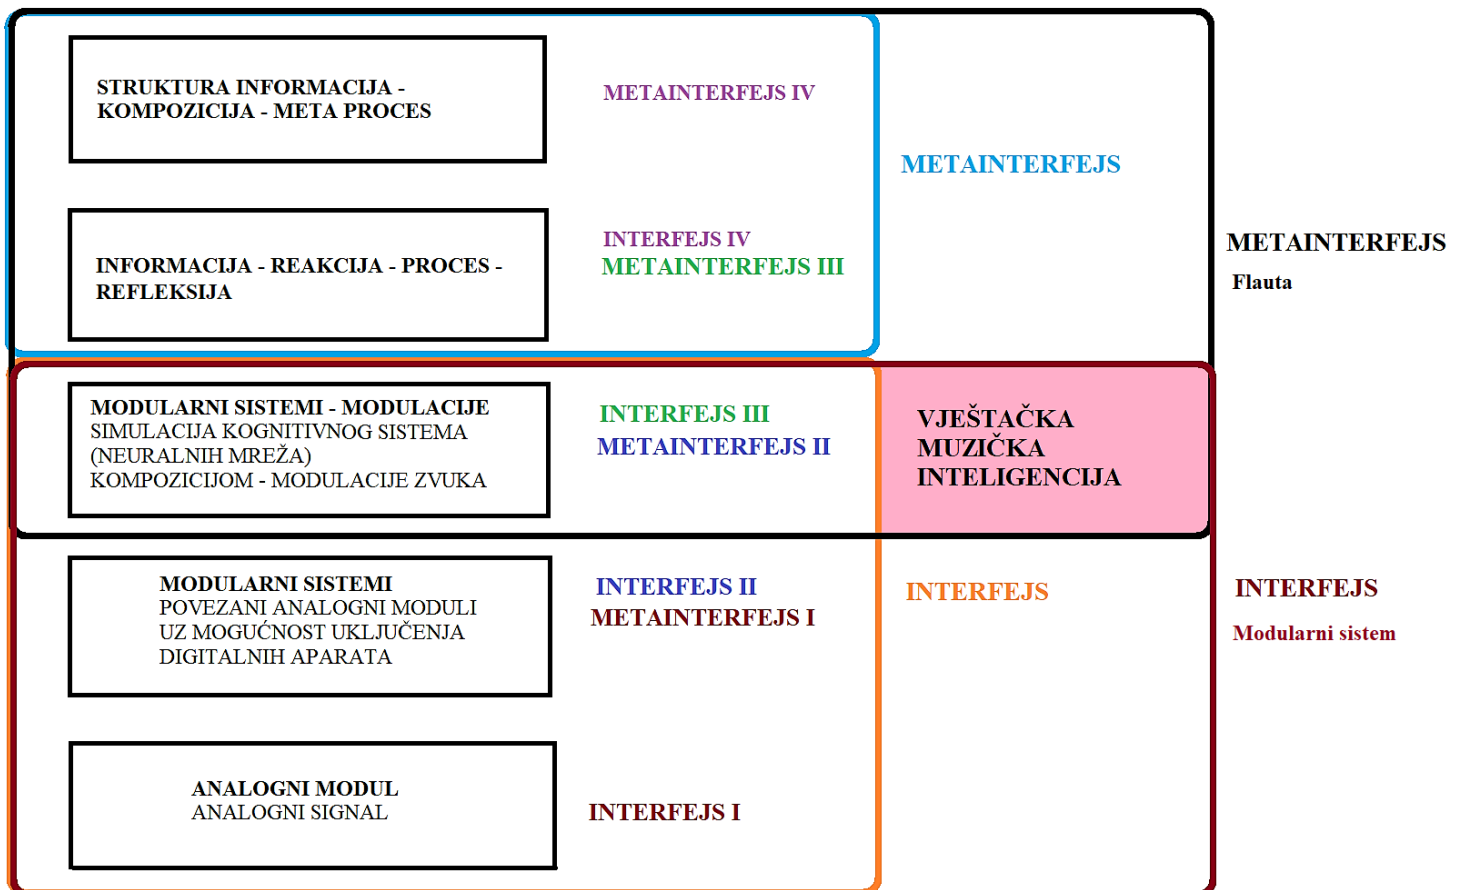 STRUKTURA INFORMACIJA -
KOMPOZICIJA - META PROCES
METAINTERFEJS IV
METAINTERFEJS
INFORMACIJA - REAKCIJA - PROCES -
REFLEKSIJA
INTERFEJS IV
METAINTERFEJS III
METAINTERFEJS
Flauta
MODULARNI SISTEMI - MODULACIJE
SIMULACIJA KOGNITIVNOG SISTEMA
(NEURALNIH MREŽA)
KOMPOZICIJOM - MODULACIJE ZVUKA
INTERFEJS III
METAINTERFEJS II
VJEŠTAČKA
MUZIČKA
INTELIGENCIJA
MODULARNI SISTEMI
POVEZANI ANALOGNI MODULI
UZ MOGUĆNOST UKLJUČENJA
DIGITALNIH APARATA
INTERFEJS II
METAINTERFEJS I
INTERFEJS
INTERFEJS
Modularni sistem
ANALOGNI MODUL
ANALOGNI SIGNAL
INTERFEJS I